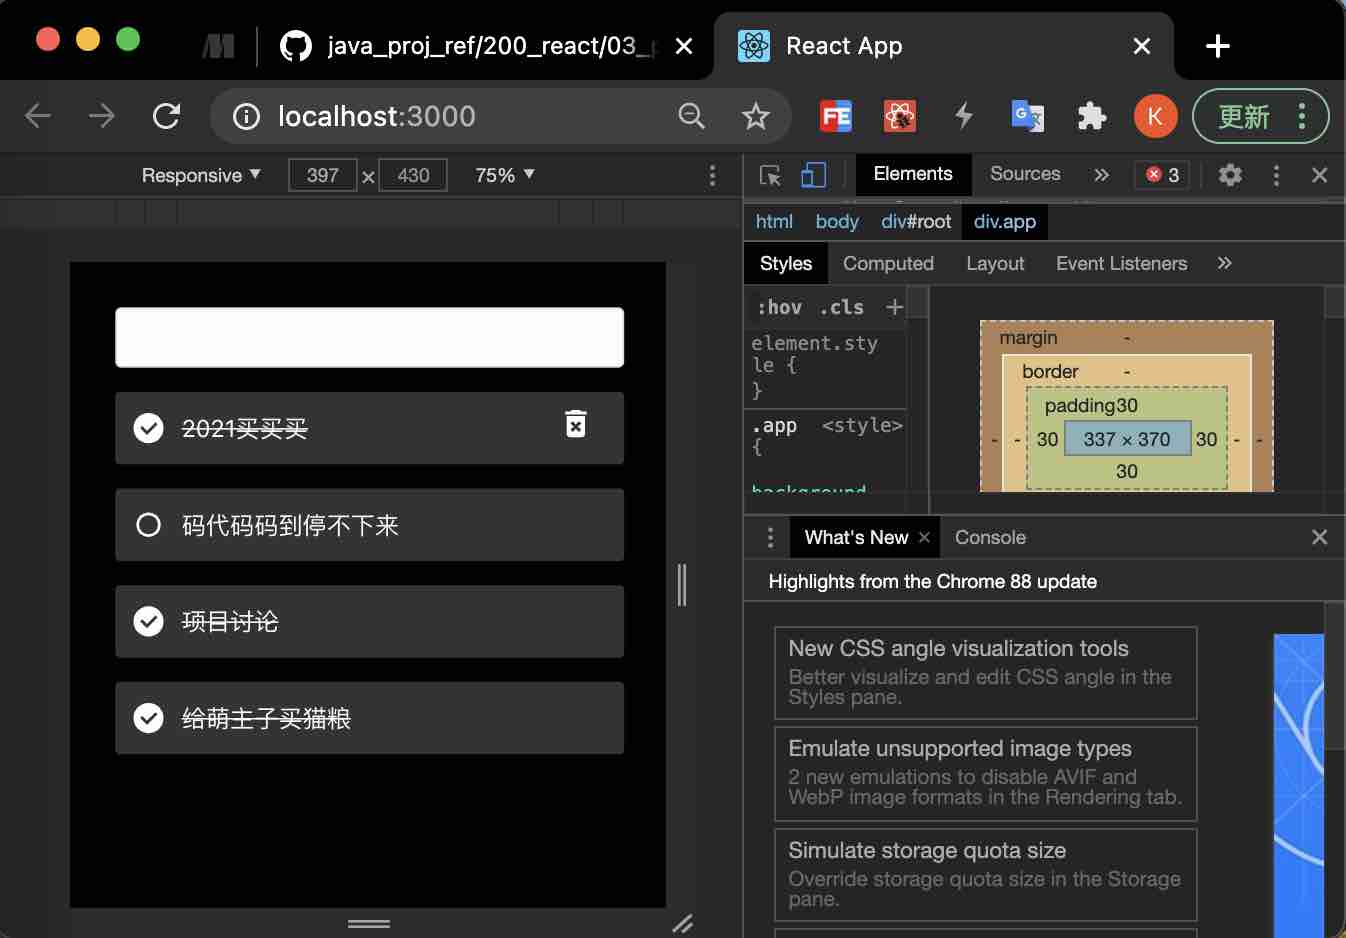 java_proj_ref/200_react/03_
React App
localhost:3000
FE
G
K
更新
Responsive
397 × 430
75%
Elements
Sources
3
html body div#root div.app
Styles
Computed
Layout
Event Listeners
:hov .cls +
element.sty
le {
}
.app <style>
{
background
margin -
border -
padding30
- - 30 337 × 370 30 - -
30
2021买买买
码代码码到停不下来
项目讨论
给萌主子买猫粮
What's New
Console
Highlights from the Chrome 88 update
New CSS angle visualization tools
Better visualize and edit CSS angle in the
Styles pane.
Emulate unsupported image types
2 new emulations to disable AVIF and
WebP image formats in the Rendering tab.
Simulate storage quota size
Override storage quota size in the Storage
pane.